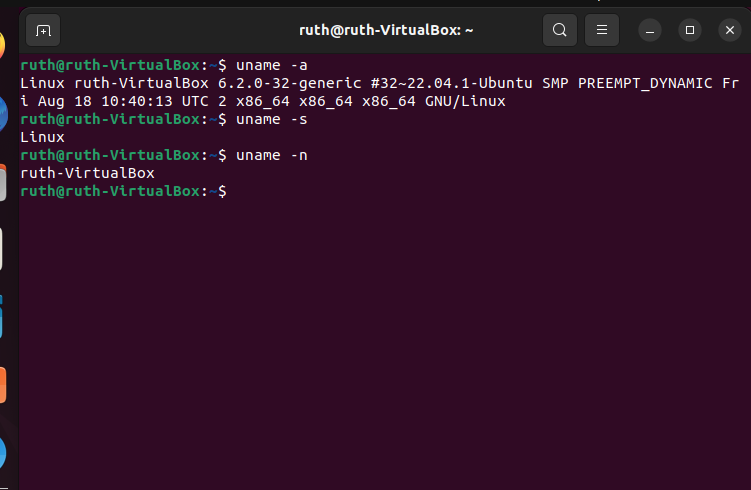 ruth@ruth-VirtualBox: ~
ruth@ruth-VirtualBox:~$ uname -a
Linux ruth-VirtualBox 6.2.0-32-generic #32~22.04.1-Ubuntu SMP PREEMPT_DYNAMIC Fr
i Aug 18 10:40:13 UTC 2 x86_64 x86_64 x86_64 GNU/Linux
ruth@ruth-VirtualBox:~$ uname -s
Linux
ruth@ruth-VirtualBox:~$ uname -n
ruth-VirtualBox
ruth@ruth-VirtualBox:~$